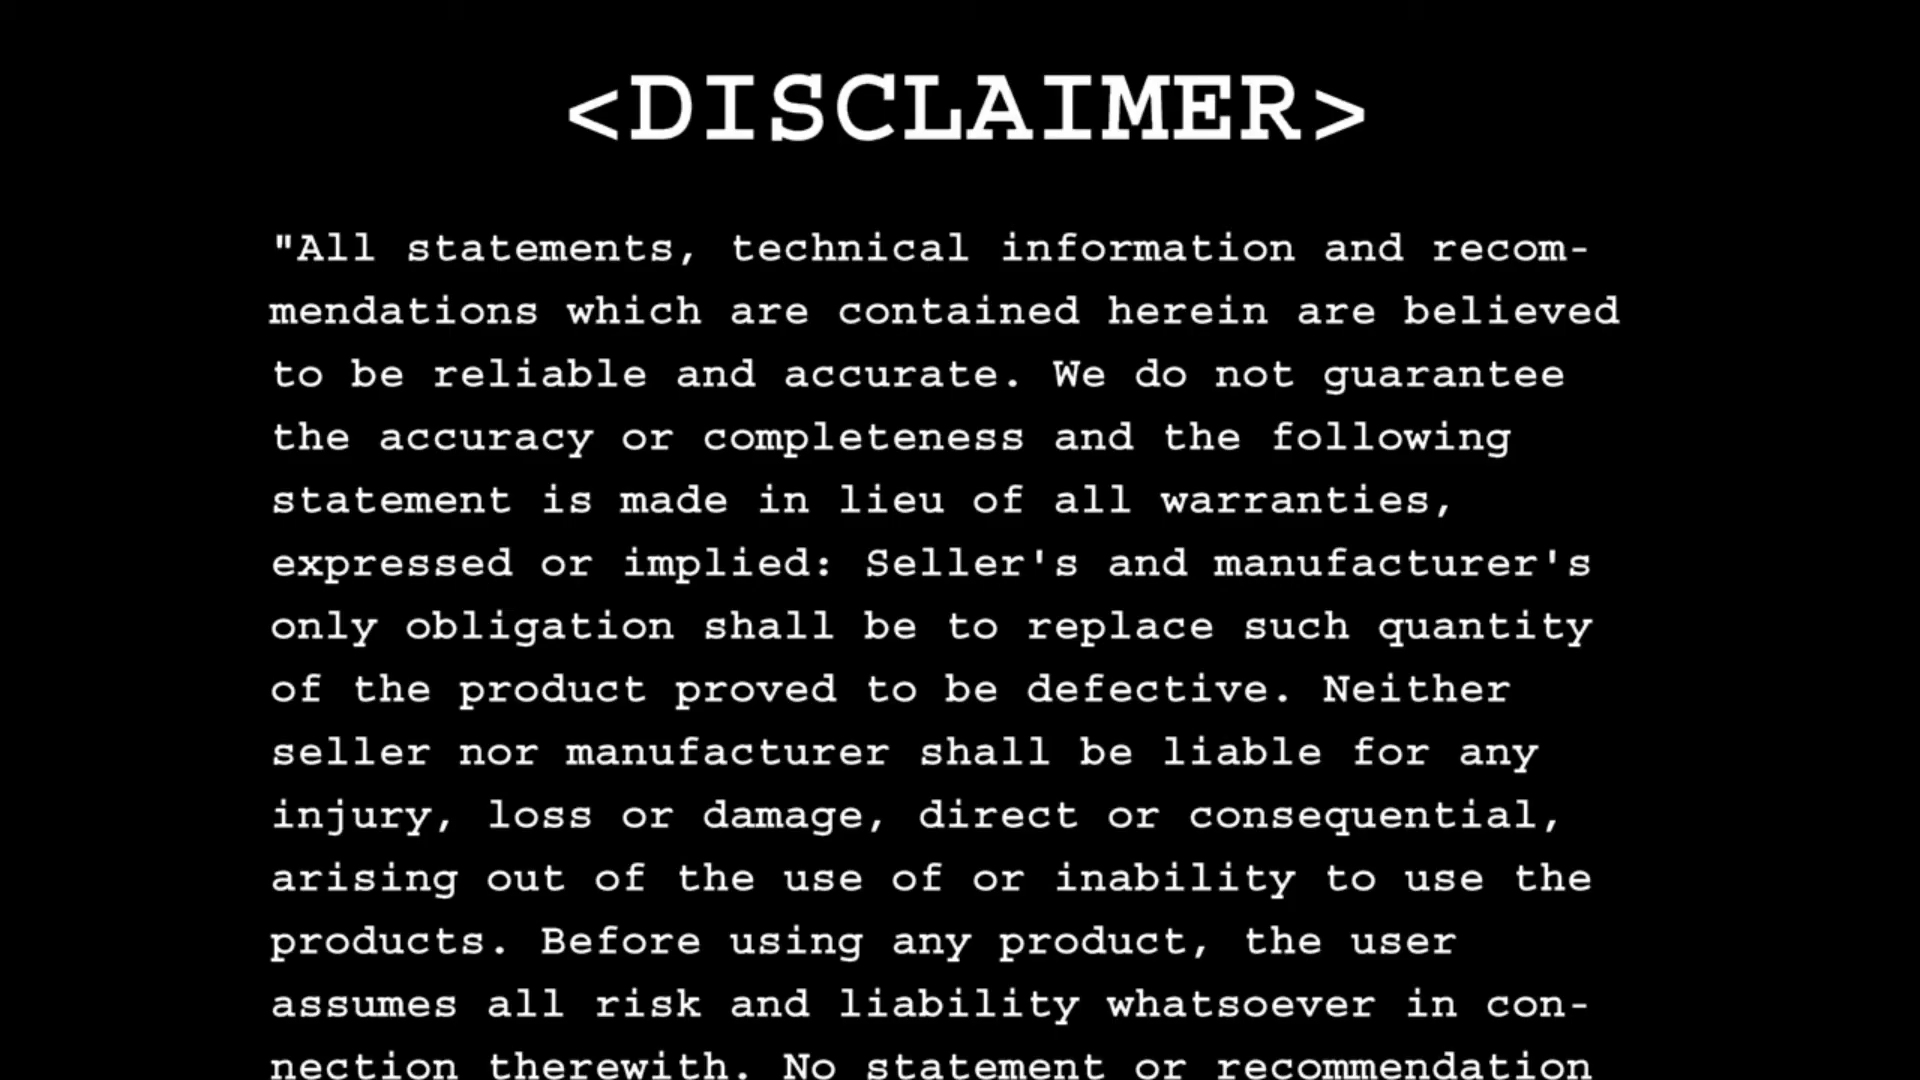 <DISCLAIMER>
"All statements, technical information and recom-
mendations which are contained herein are believed
to be reliable and accurate. We do not guarantee
the accuracy or completeness and the following
statement is made in lieu of all warranties,
expressed or implied: Seller's and manufacturer's
only obligation shall be to replace such quantity
of the product proved to be defective. Neither
seller nor manufacturer shall be liable for any
injury, loss or damage, direct or consequential,
arising out of the use of or inability to use the
products. Before using any product, the user
assumes all risk and liability whatsoever in con-
nection therewith. No statement or recommendation